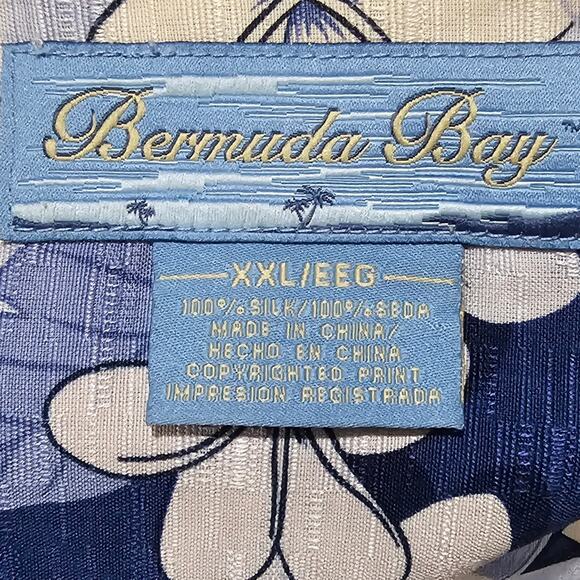 Bermuda Bay
XXL/EEG
100% SILK/100% SEDA
MADE IN CHINA/
HECHO EN CHINA
COPYRIGHTED PRINT
IMPRESION REGISTRADA